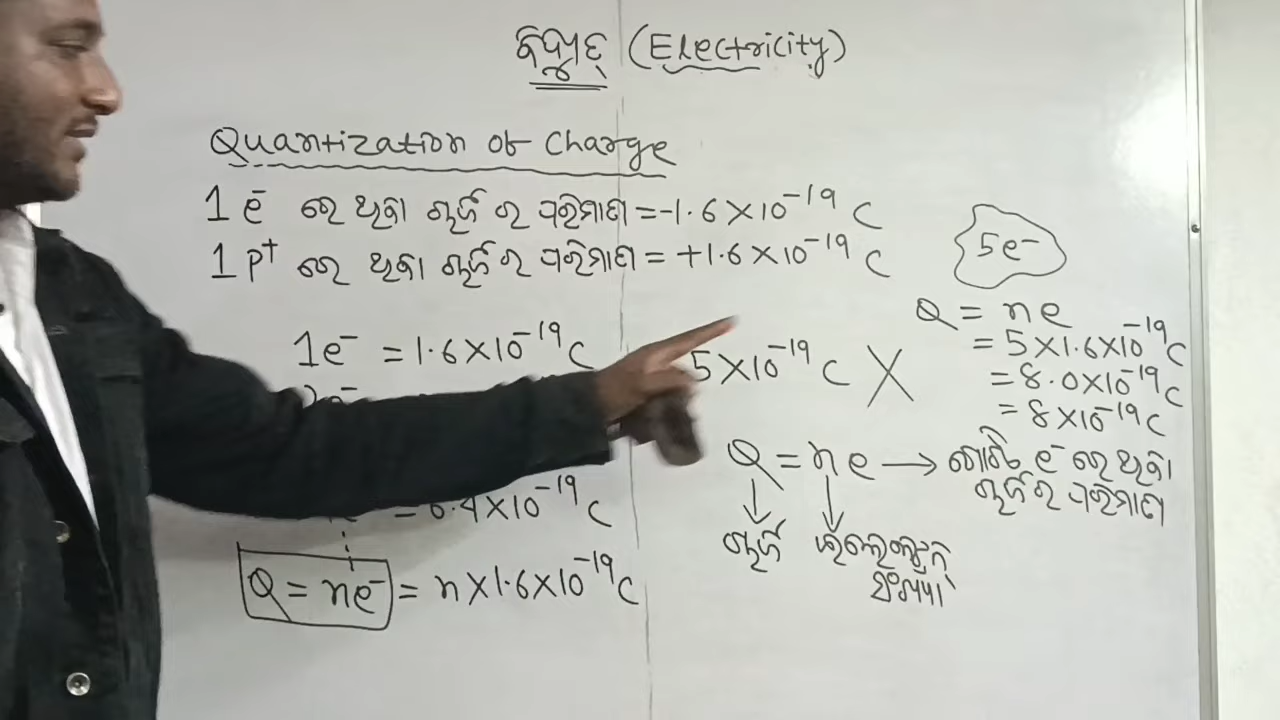 ବିଦ୍ୟୁତ୍ (Electricity)
Quantization of Charge
1 e⁻ ରେ ଥିବା ଚାର୍ଜ ର ପରିମାଣ = -1.6 × 10⁻¹⁹ C
1 P⁺ ରେ ଥିବା ଚାର୍ଜ ର ପରିମାଣ = +1.6 × 10⁻¹⁹ C
1e⁻ = 1.6 × 10⁻¹⁹ C
= 6.4 × 10⁻¹⁹ C
Q = ne⁻ = n × 1.6 × 10⁻¹⁹ C
5 × 10⁻¹⁹ C ×
5e⁻
Q = ne
= 5 × 1.6 × 10⁻¹⁹ C
= 8.0 × 10⁻¹⁹ C
= 8 × 10⁻¹⁹ C
Q = ne → ଗୋଟିଏ e⁻ ରେ ଥିବା
ଚାର୍ଜ ର ପରିମାଣ
↓ ↓
ଚାର୍ଜ ଇଲେକ୍ଟ୍ରନ୍
ସଂଖ୍ୟା